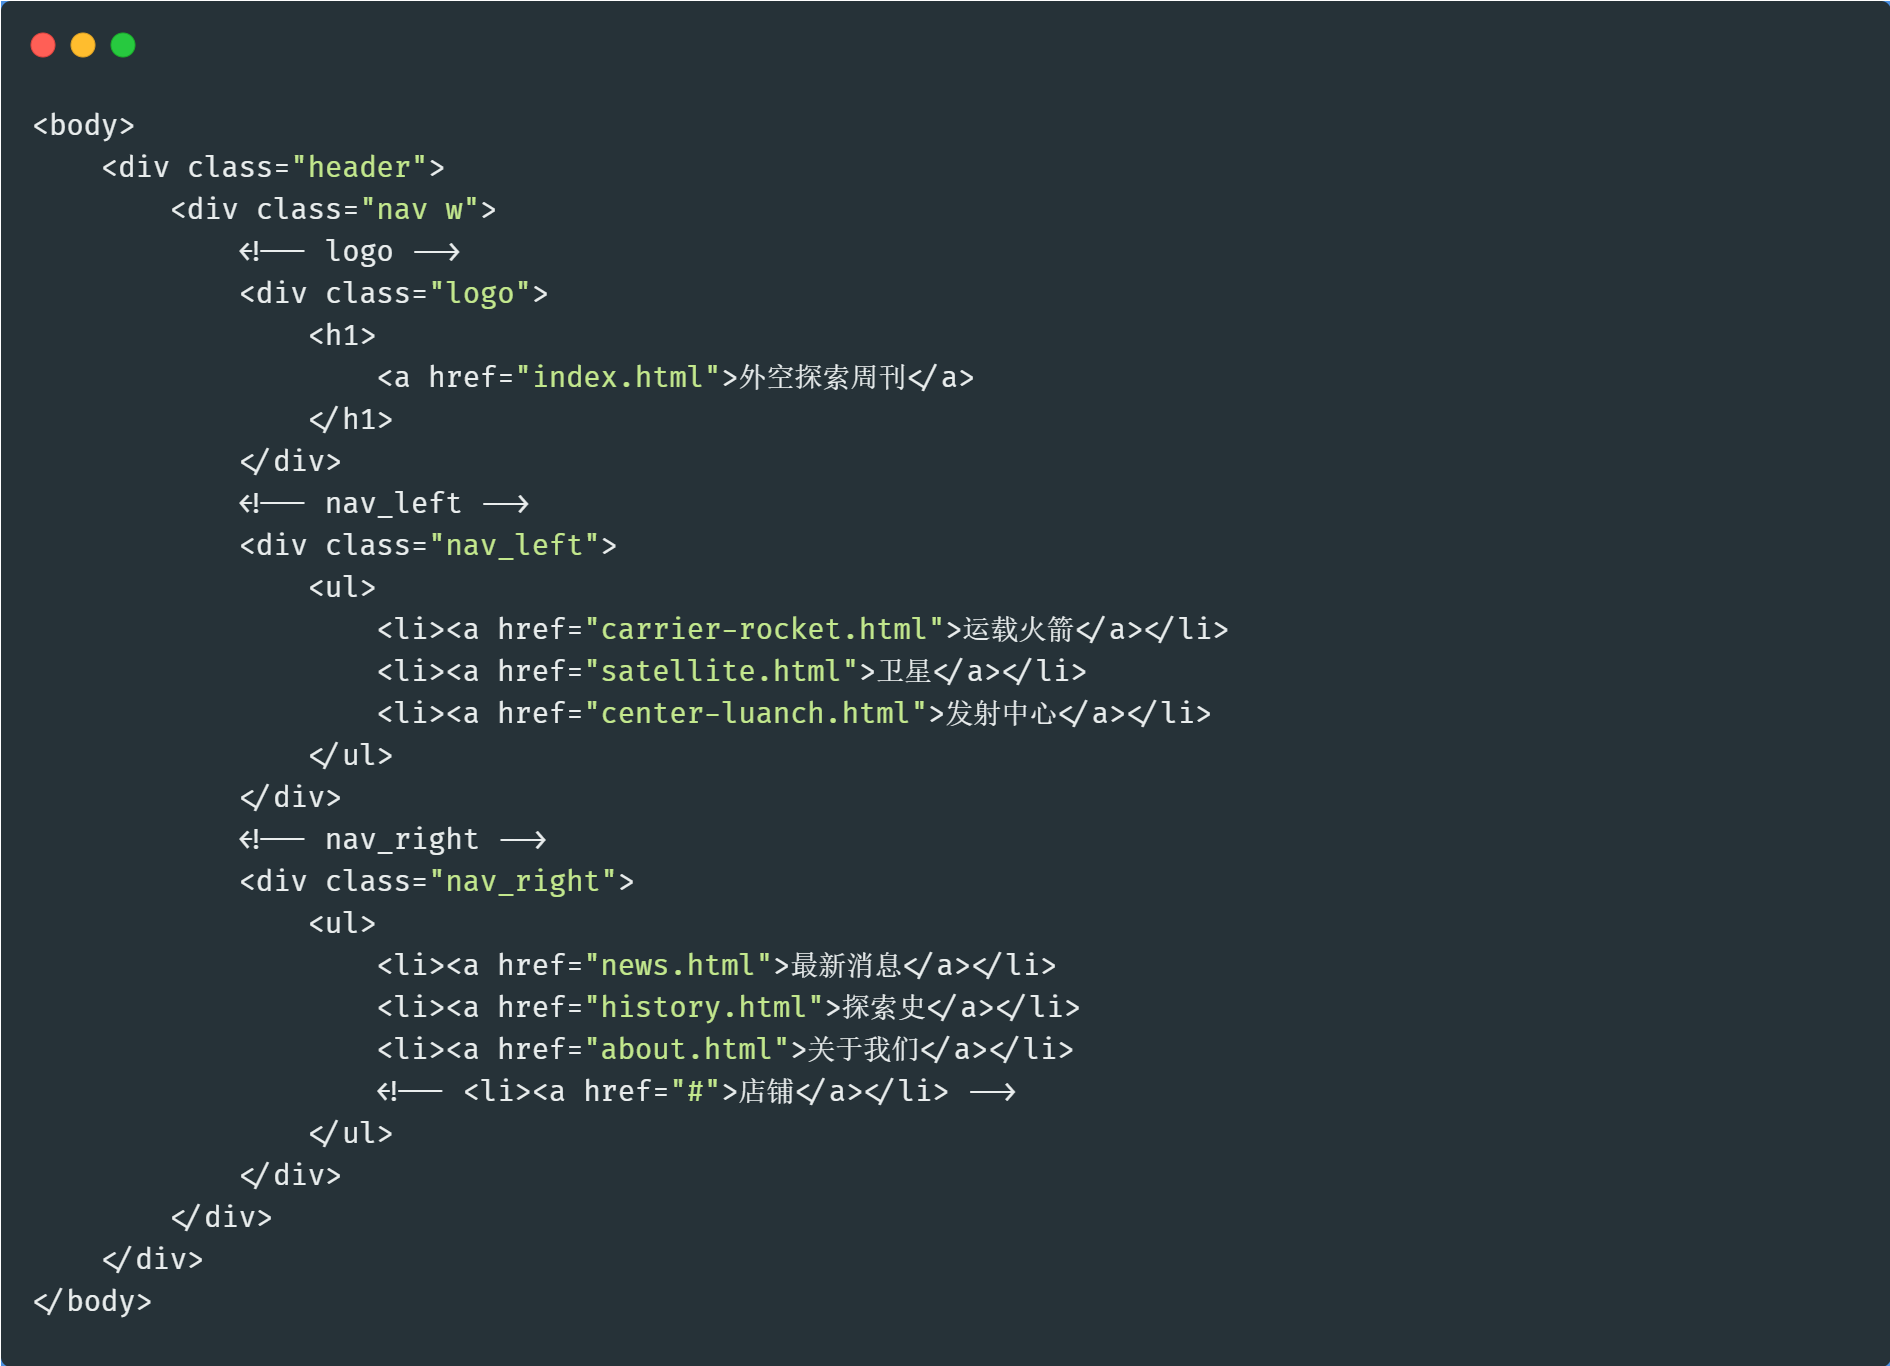 <body>
    <div class="header">
        <div class="nav w">
            <!-- logo -->
            <div class="logo">
                <h1>
                    <a href="index.html">外空探索周刊</a>
                </h1>
            </div>
            <!-- nav_left -->
            <div class="nav_left">
                <ul>
                    <li><a href="carrier-rocket.html">运载火箭</a></li>
                    <li><a href="satellite.html">卫星</a></li>
                    <li><a href="center-luanch.html">发射中心</a></li>
                </ul>
            </div>
            <!-- nav_right -->
            <div class="nav_right">
                <ul>
                    <li><a href="news.html">最新消息</a></li>
                    <li><a href="history.html">探索史</a></li>
                    <li><a href="about.html">关于我们</a></li>
                    <!-- <li><a href="#">店铺</a></li> -->
                </ul>
            </div>
        </div>
    </div>
</body>